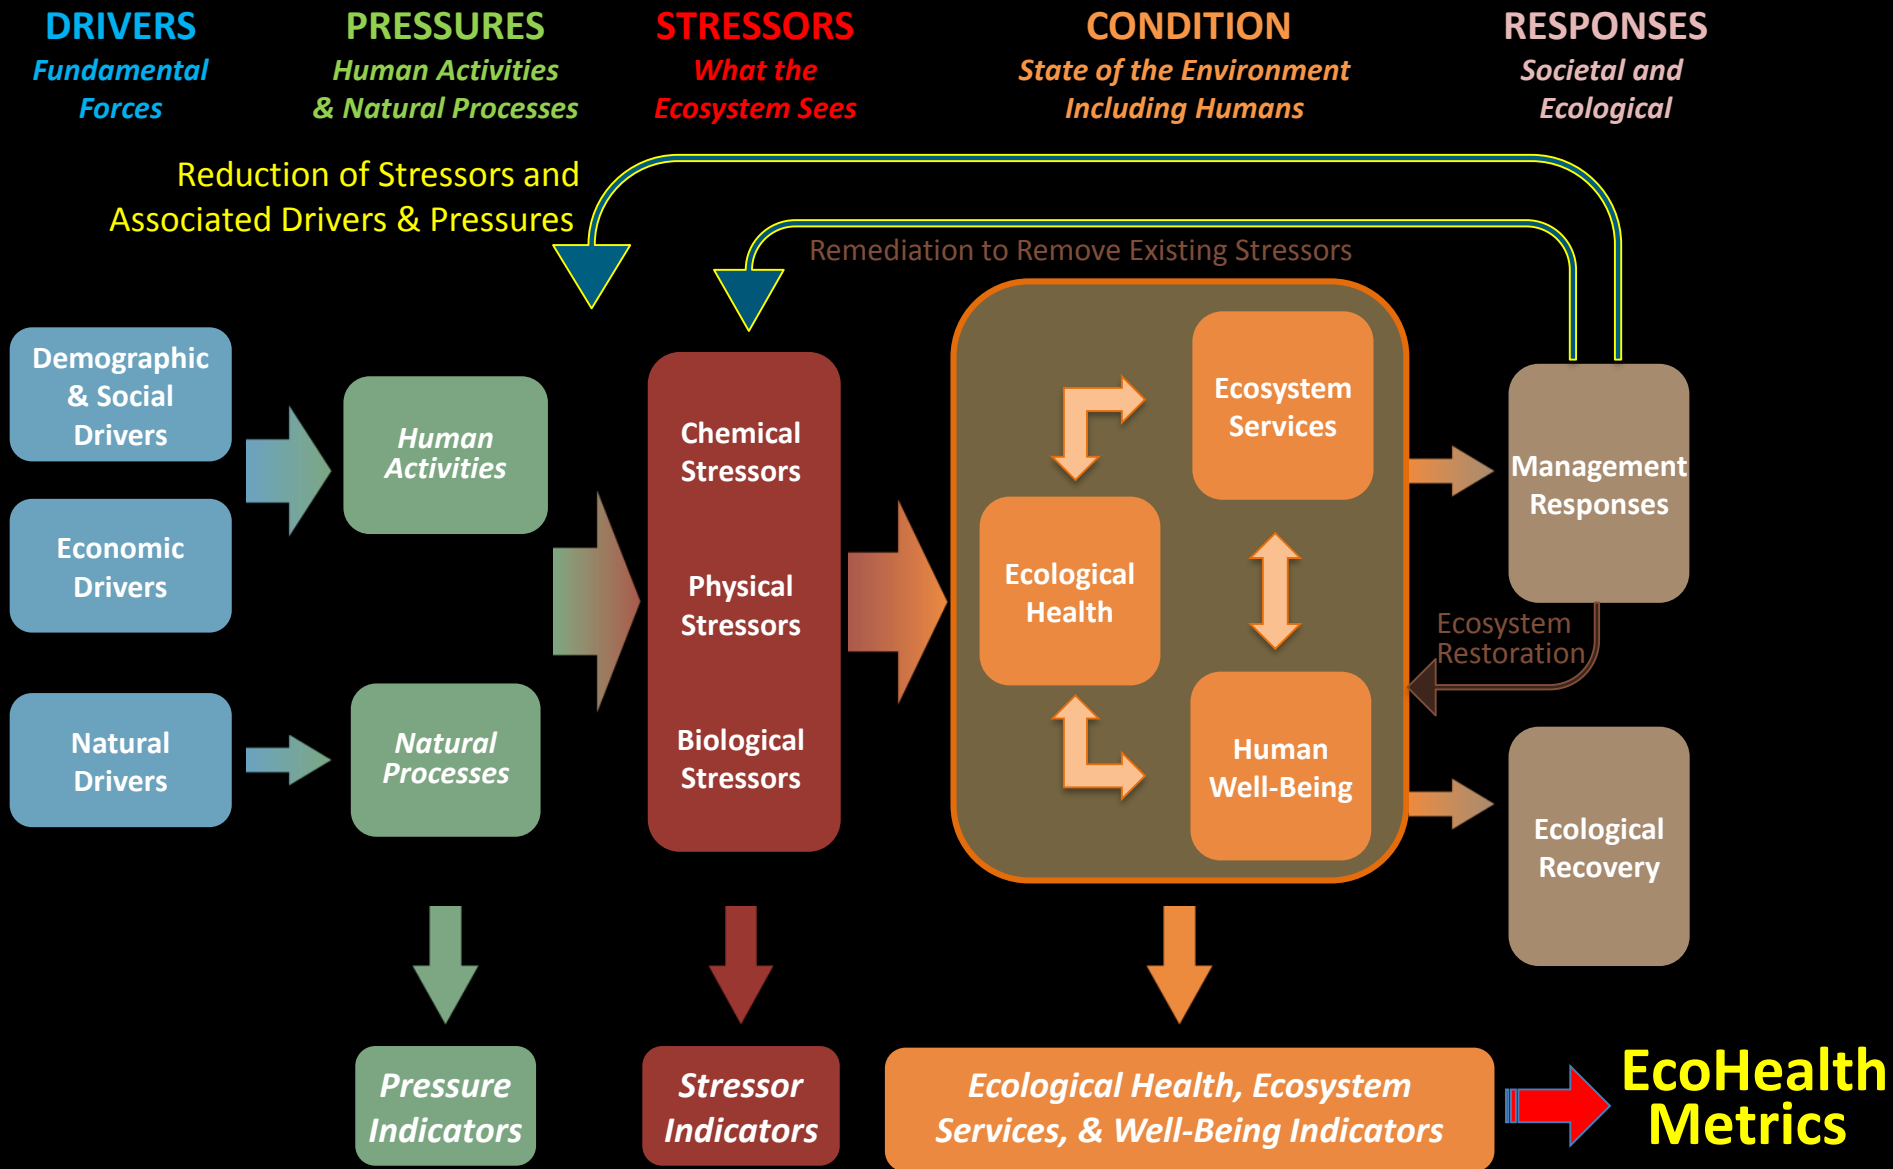 DRIVERS
Fundamental
Forces
PRESSURES
Human Activities
& Natural Processes
STRESSORS
What the
Ecosystem Sees
CONDITION
State of the Environment
Including Humans
RESPONSES
Societal and
Ecological
Reduction of Stressors and
Associated Drivers & Pressures
Remediation to Remove Existing Stressors
Demographic
& Social
Drivers
Economic
Drivers
Natural
Drivers
Human
Activities
Natural
Processes
Chemical
Stressors
Physical
Stressors
Biological
Stressors
Ecosystem
Services
Ecological
Health
Human
Well-Being
Management
Responses
Ecosystem
Restoration
Ecological
Recovery
Pressure
Indicators
Stressor
Indicators
Ecological Health, Ecosystem
Services, & Well-Being Indicators
EcoHealth
Metrics